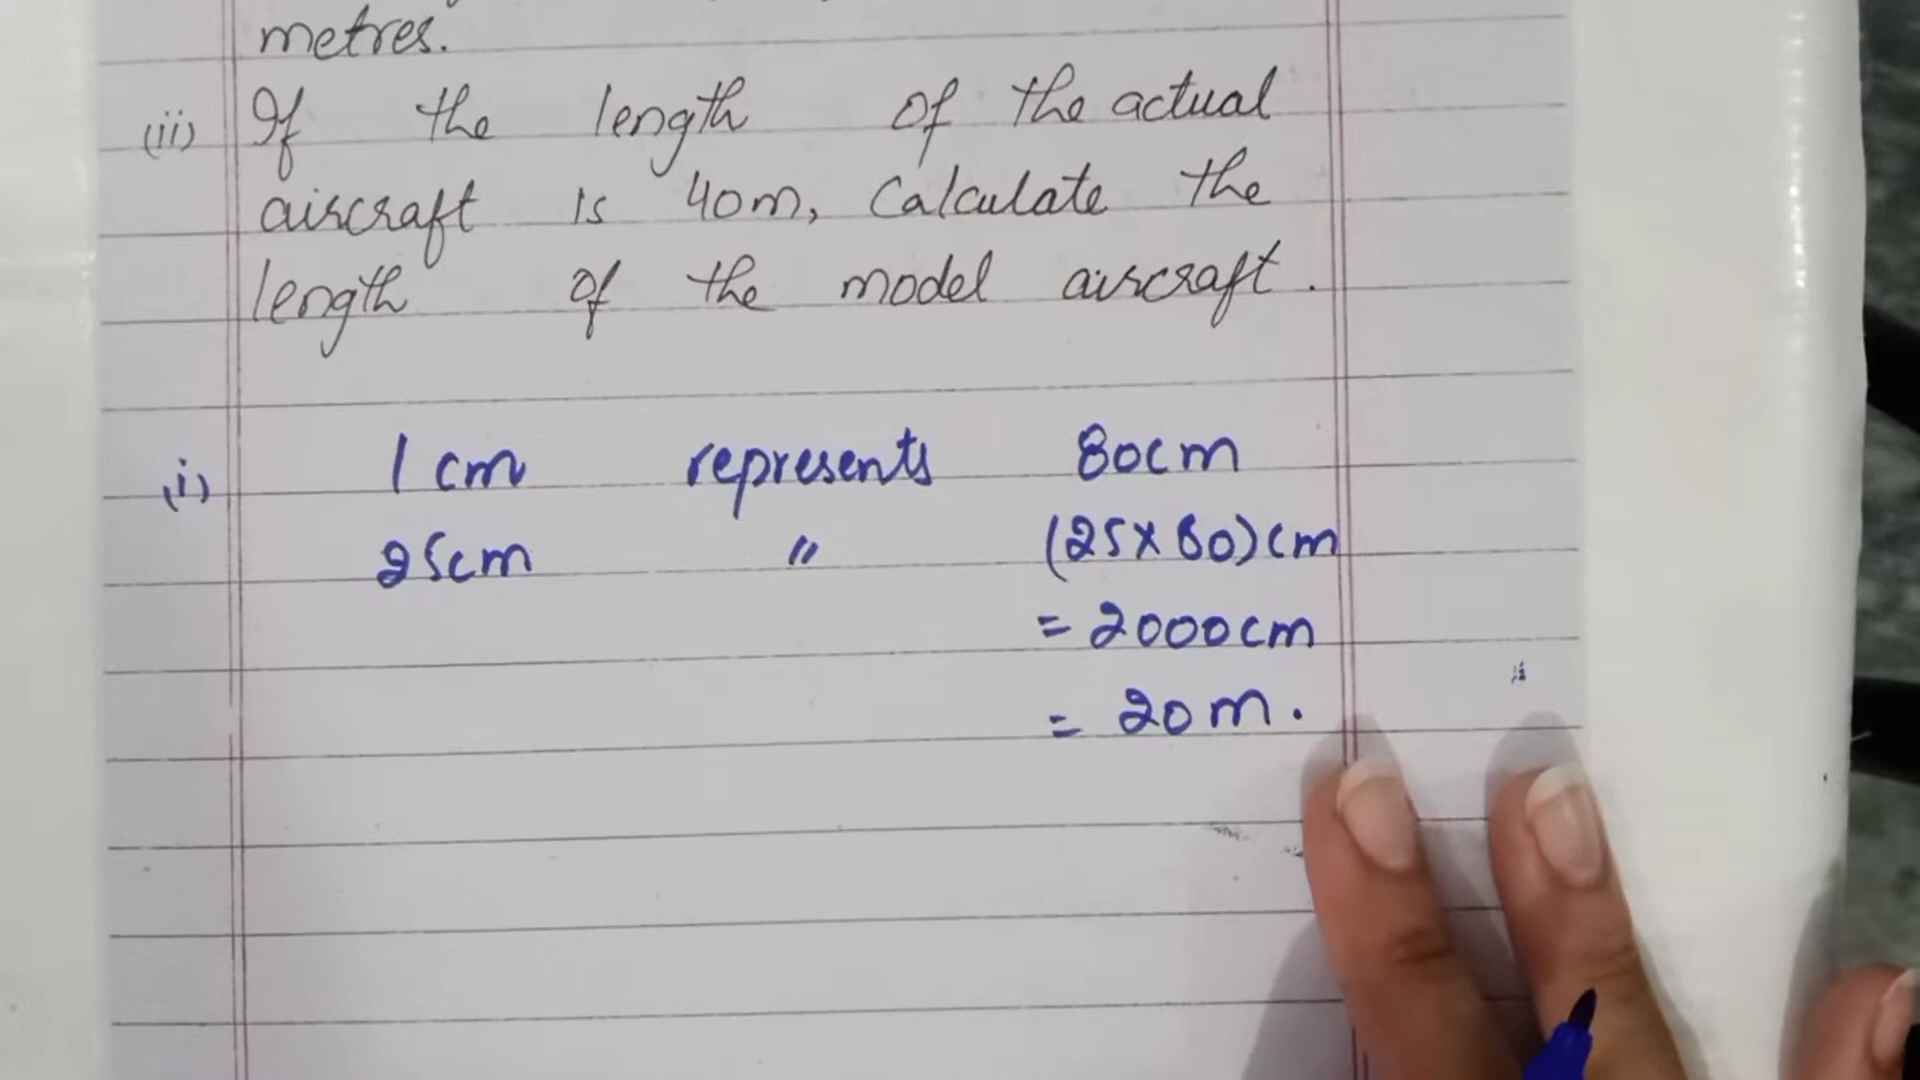 metres.
(ii) If the length of the actual
aircraft is 40m, Calculate the
length of the model aircraft.
(i) 1 cm represents 80cm
25cm " (25×80)cm
= 2000cm
= 20 m.